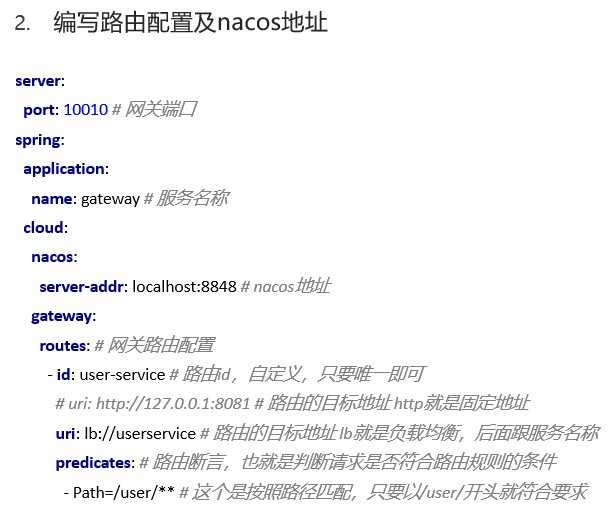 2. 编写路由配置及nacos地址
server:
  port: 10010 # 网关端口
spring:
  application:
    name: gateway # 服务名称
  cloud:
    nacos:
      server-addr: localhost:8848 # nacos地址
    gateway:
      routes: # 网关路由配置
        - id: user-service # 路由id，自定义，只要唯一即可
          # uri: http://127.0.0.1:8081 # 路由的目标地址 http就是固定地址
          uri: lb://userservice # 路由的目标地址 lb就是负载均衡，后面跟服务名称
          predicates: # 路由断言，也就是判断请求是否符合路由规则的条件
            - Path=/user/** # 这个是按照路径匹配，只要以/user/开头就符合要求